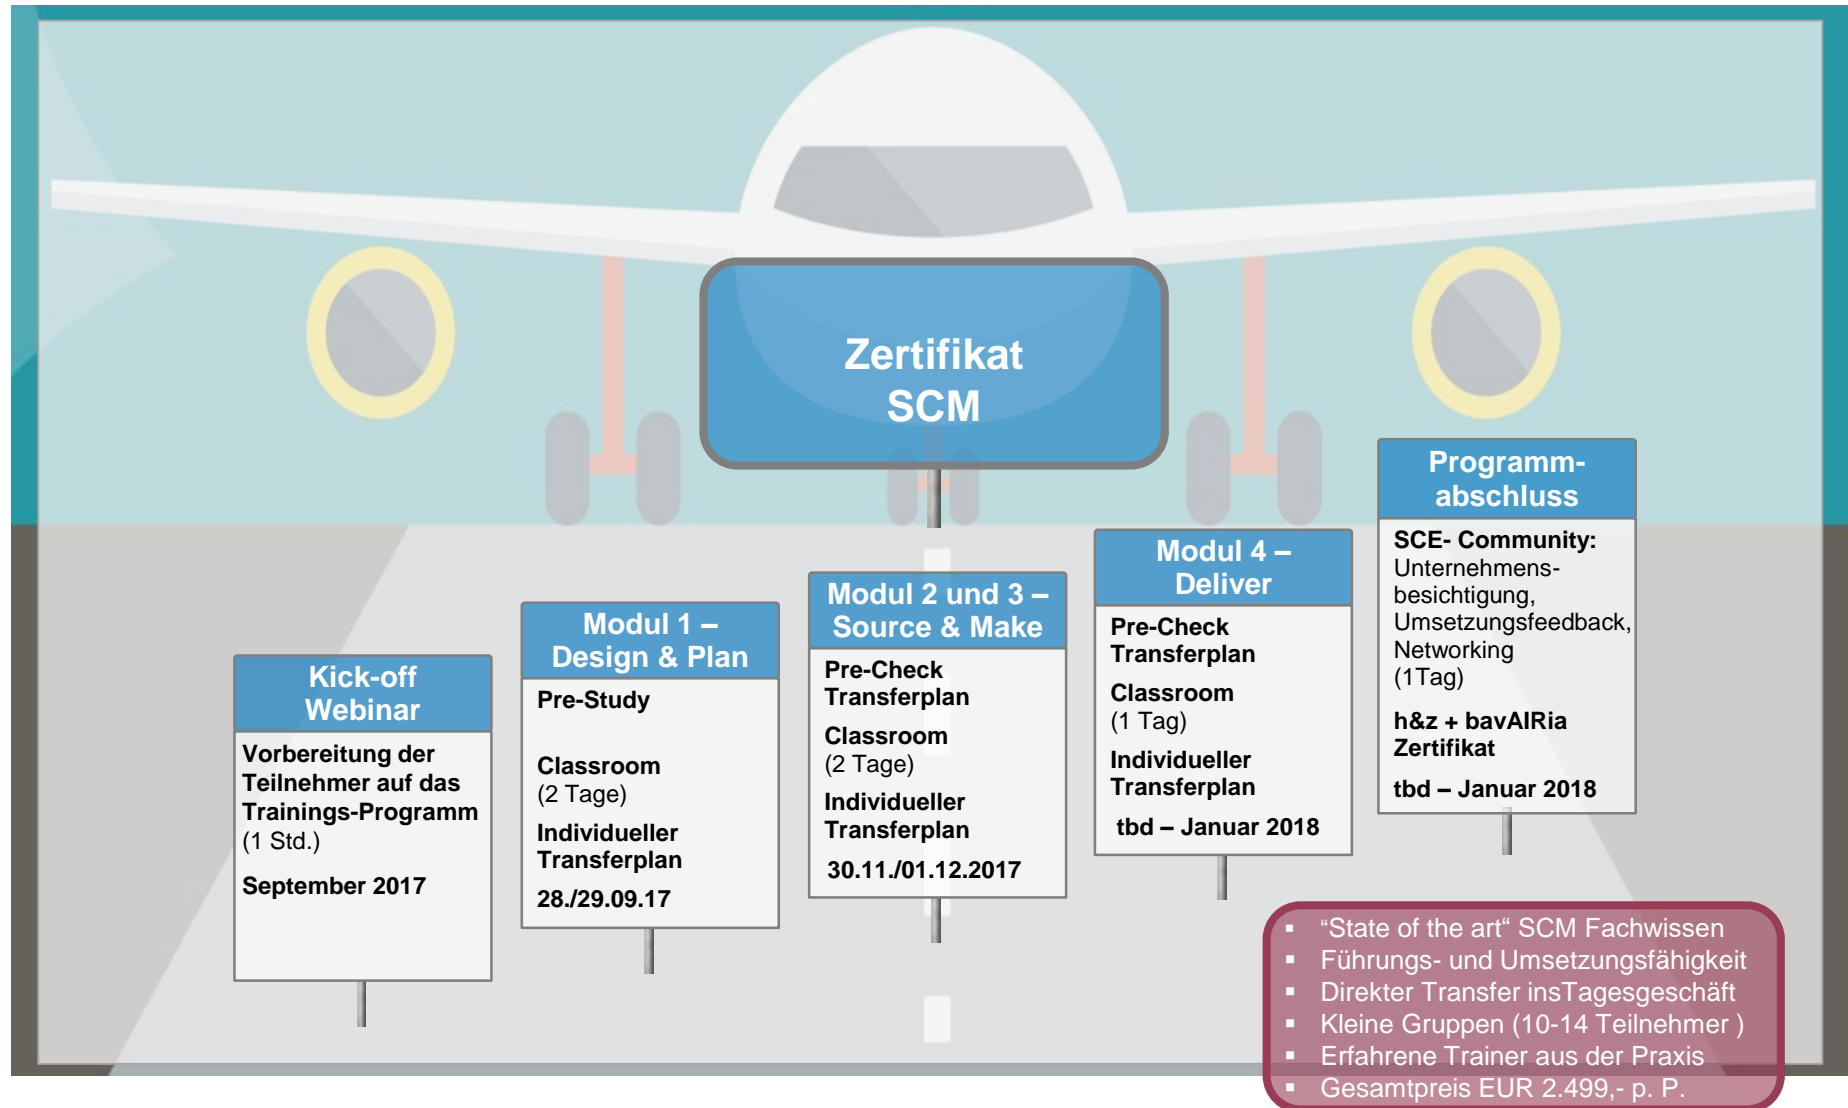 Zertifikat
SCM
Kick-off
Webinar
Vorbereitung der
Teilnehmer auf das
Trainings-Programm
(1 Std.)
September 2017
Modul 1 –
Design & Plan
Pre-Study
Classroom
(2 Tage)
Individueller
Transferplan
28./29.09.17
Modul 2 und 3 –
Source & Make
Pre-Check
Transferplan
Classroom
(2 Tage)
Individueller
Transferplan
30.11./01.12.2017
Modul 4 –
Deliver
Pre-Check
Transferplan
Classroom
(1 Tag)
Individueller
Transferplan
tbd – Januar 2018
Programm-
abschluss
SCE- Community:
Unternehmens-
besichtigung,
Umsetzungsfeedback,
Networking
(1Tag)
h&z + bavAIRia
Zertifikat
tbd – Januar 2018
▪ “State of the art“ SCM Fachwissen
▪ Führungs- und Umsetzungsfähigkeit
▪ Direkter Transfer insTagesgeschäft
▪ Kleine Gruppen (10-14 Teilnehmer )
▪ Erfahrene Trainer aus der Praxis
▪ Gesamtpreis EUR 2.499,- p. P.